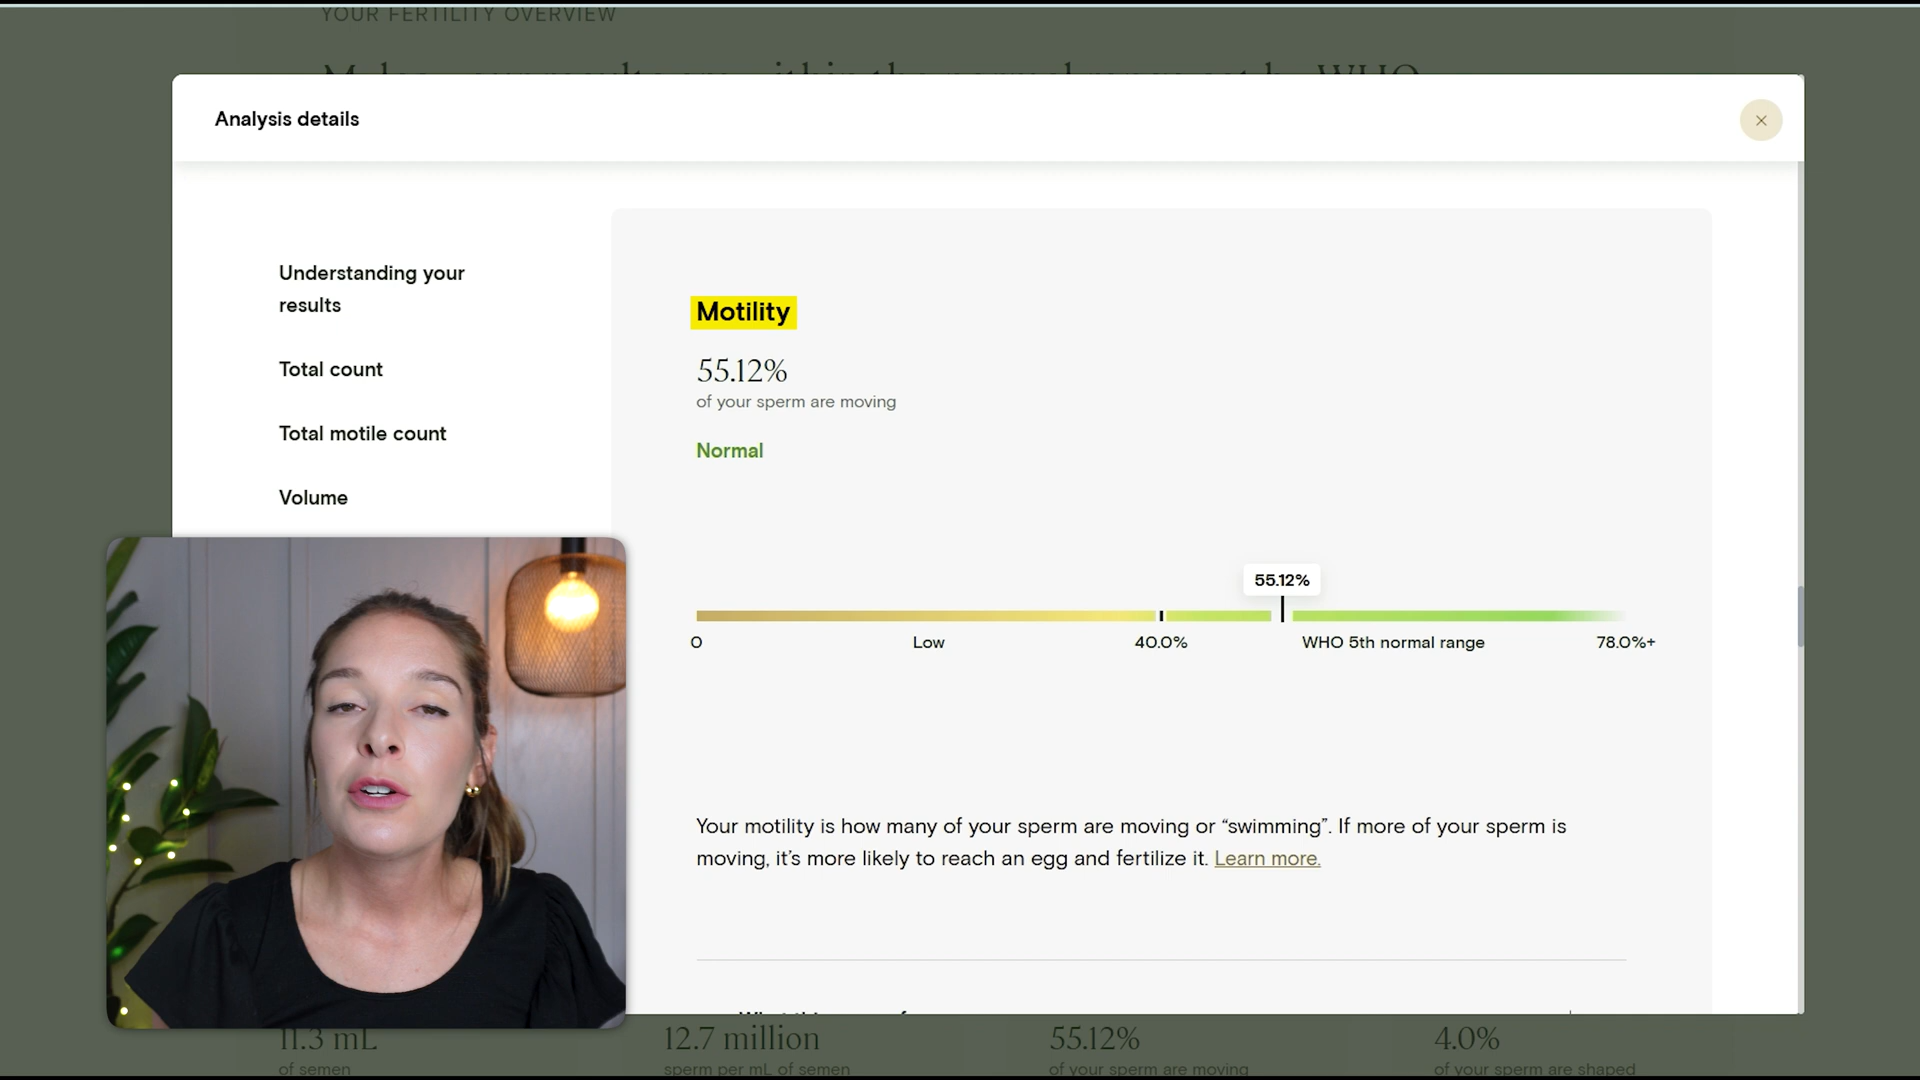 YOUR FERTILITY OVERVIEW
Analysis details
Understanding your
results
Total count
Total motile count
Volume
Motility
55.12%
of your sperm are moving
Normal
55.12%
0
Low
40.0%
WHO 5th normal range
78.0%+
Your motility is how many of your sperm are moving or “swimming”. If more of your sperm is
moving, it’s more likely to reach an egg and fertilize it. Learn more.
11.3 mL
12.7 million
55.12%
4.0%
of semen
sperm per mL of semen
of your sperm are moving
of your sperm are shaped